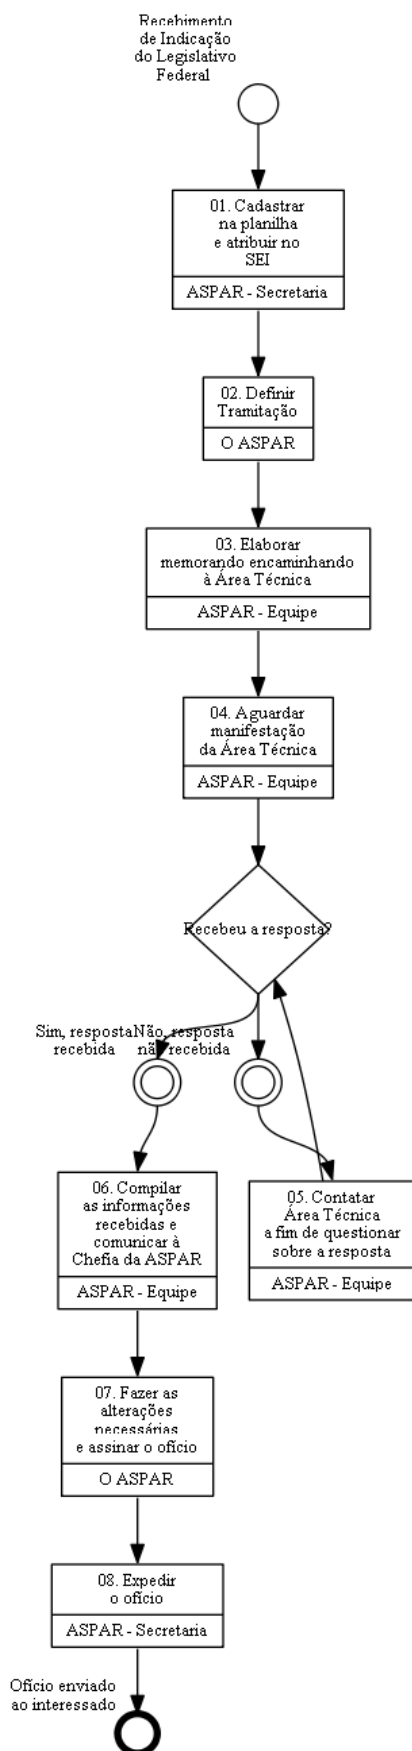 Recebimento
de Indicação
do Legislativo
Federal
01. Cadastrar
na planilha
e atribuir no
SEI
ASPAR - Secretaria
02. Definir
Tramitação
O ASPAR
03. Elaborar
memorando encaminhando
à Área Técnica
ASPAR - Equipe
04. Aguardar
manifestação
da Área Técnica
ASPAR - Equipe
Recebeu a resposta?
Sim, resposta
recebida
Não, resposta
não recebida
06. Compilar
as informações
recebidas e
comunicar à
Chefia da ASPAR
ASPAR - Equipe
05. Contatar
Área Técnica
a fim de questionar
sobre a resposta
ASPAR - Equipe
07. Fazer as
alterações
necessárias
e assinar o ofício
O ASPAR
08. Expedir
o ofício
ASPAR - Secretaria
Ofício enviado
ao interessado